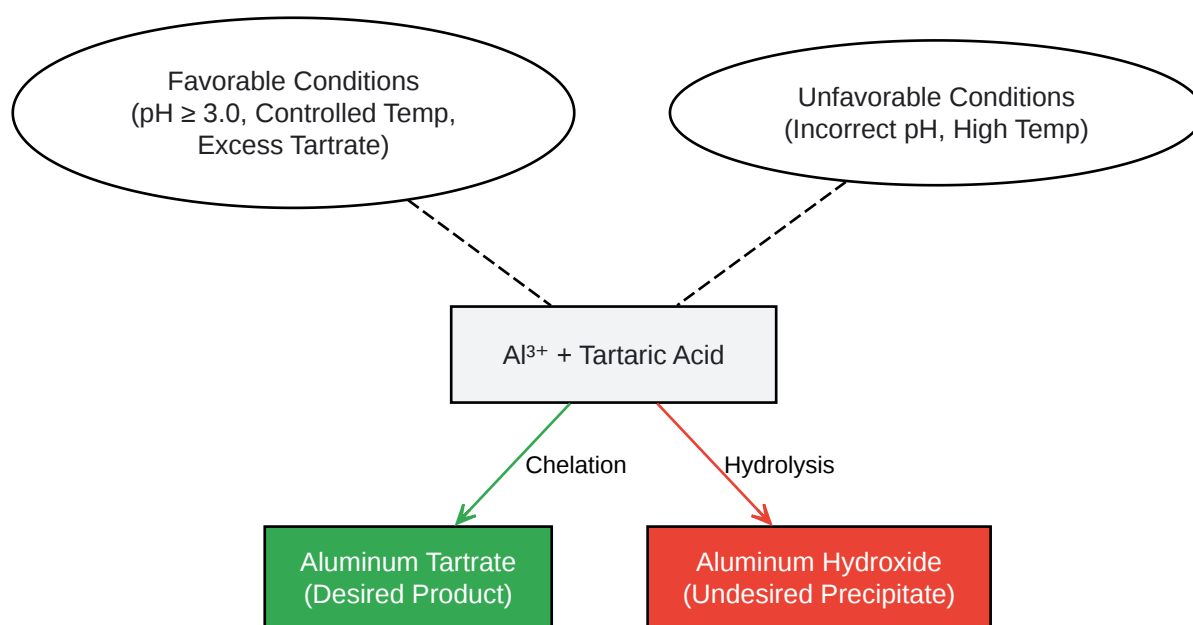 Favorable Conditions
(pH ≥ 3.0, Controlled Temp,
Excess Tartrate)
Unfavorable Conditions
(Incorrect pH, High Temp)
Al³⁺ + Tartaric Acid
Chelation
Hydrolysis
Aluminum Tartrate
(Desired Product)
Aluminum Hydroxide
(Undesired Precipitate)